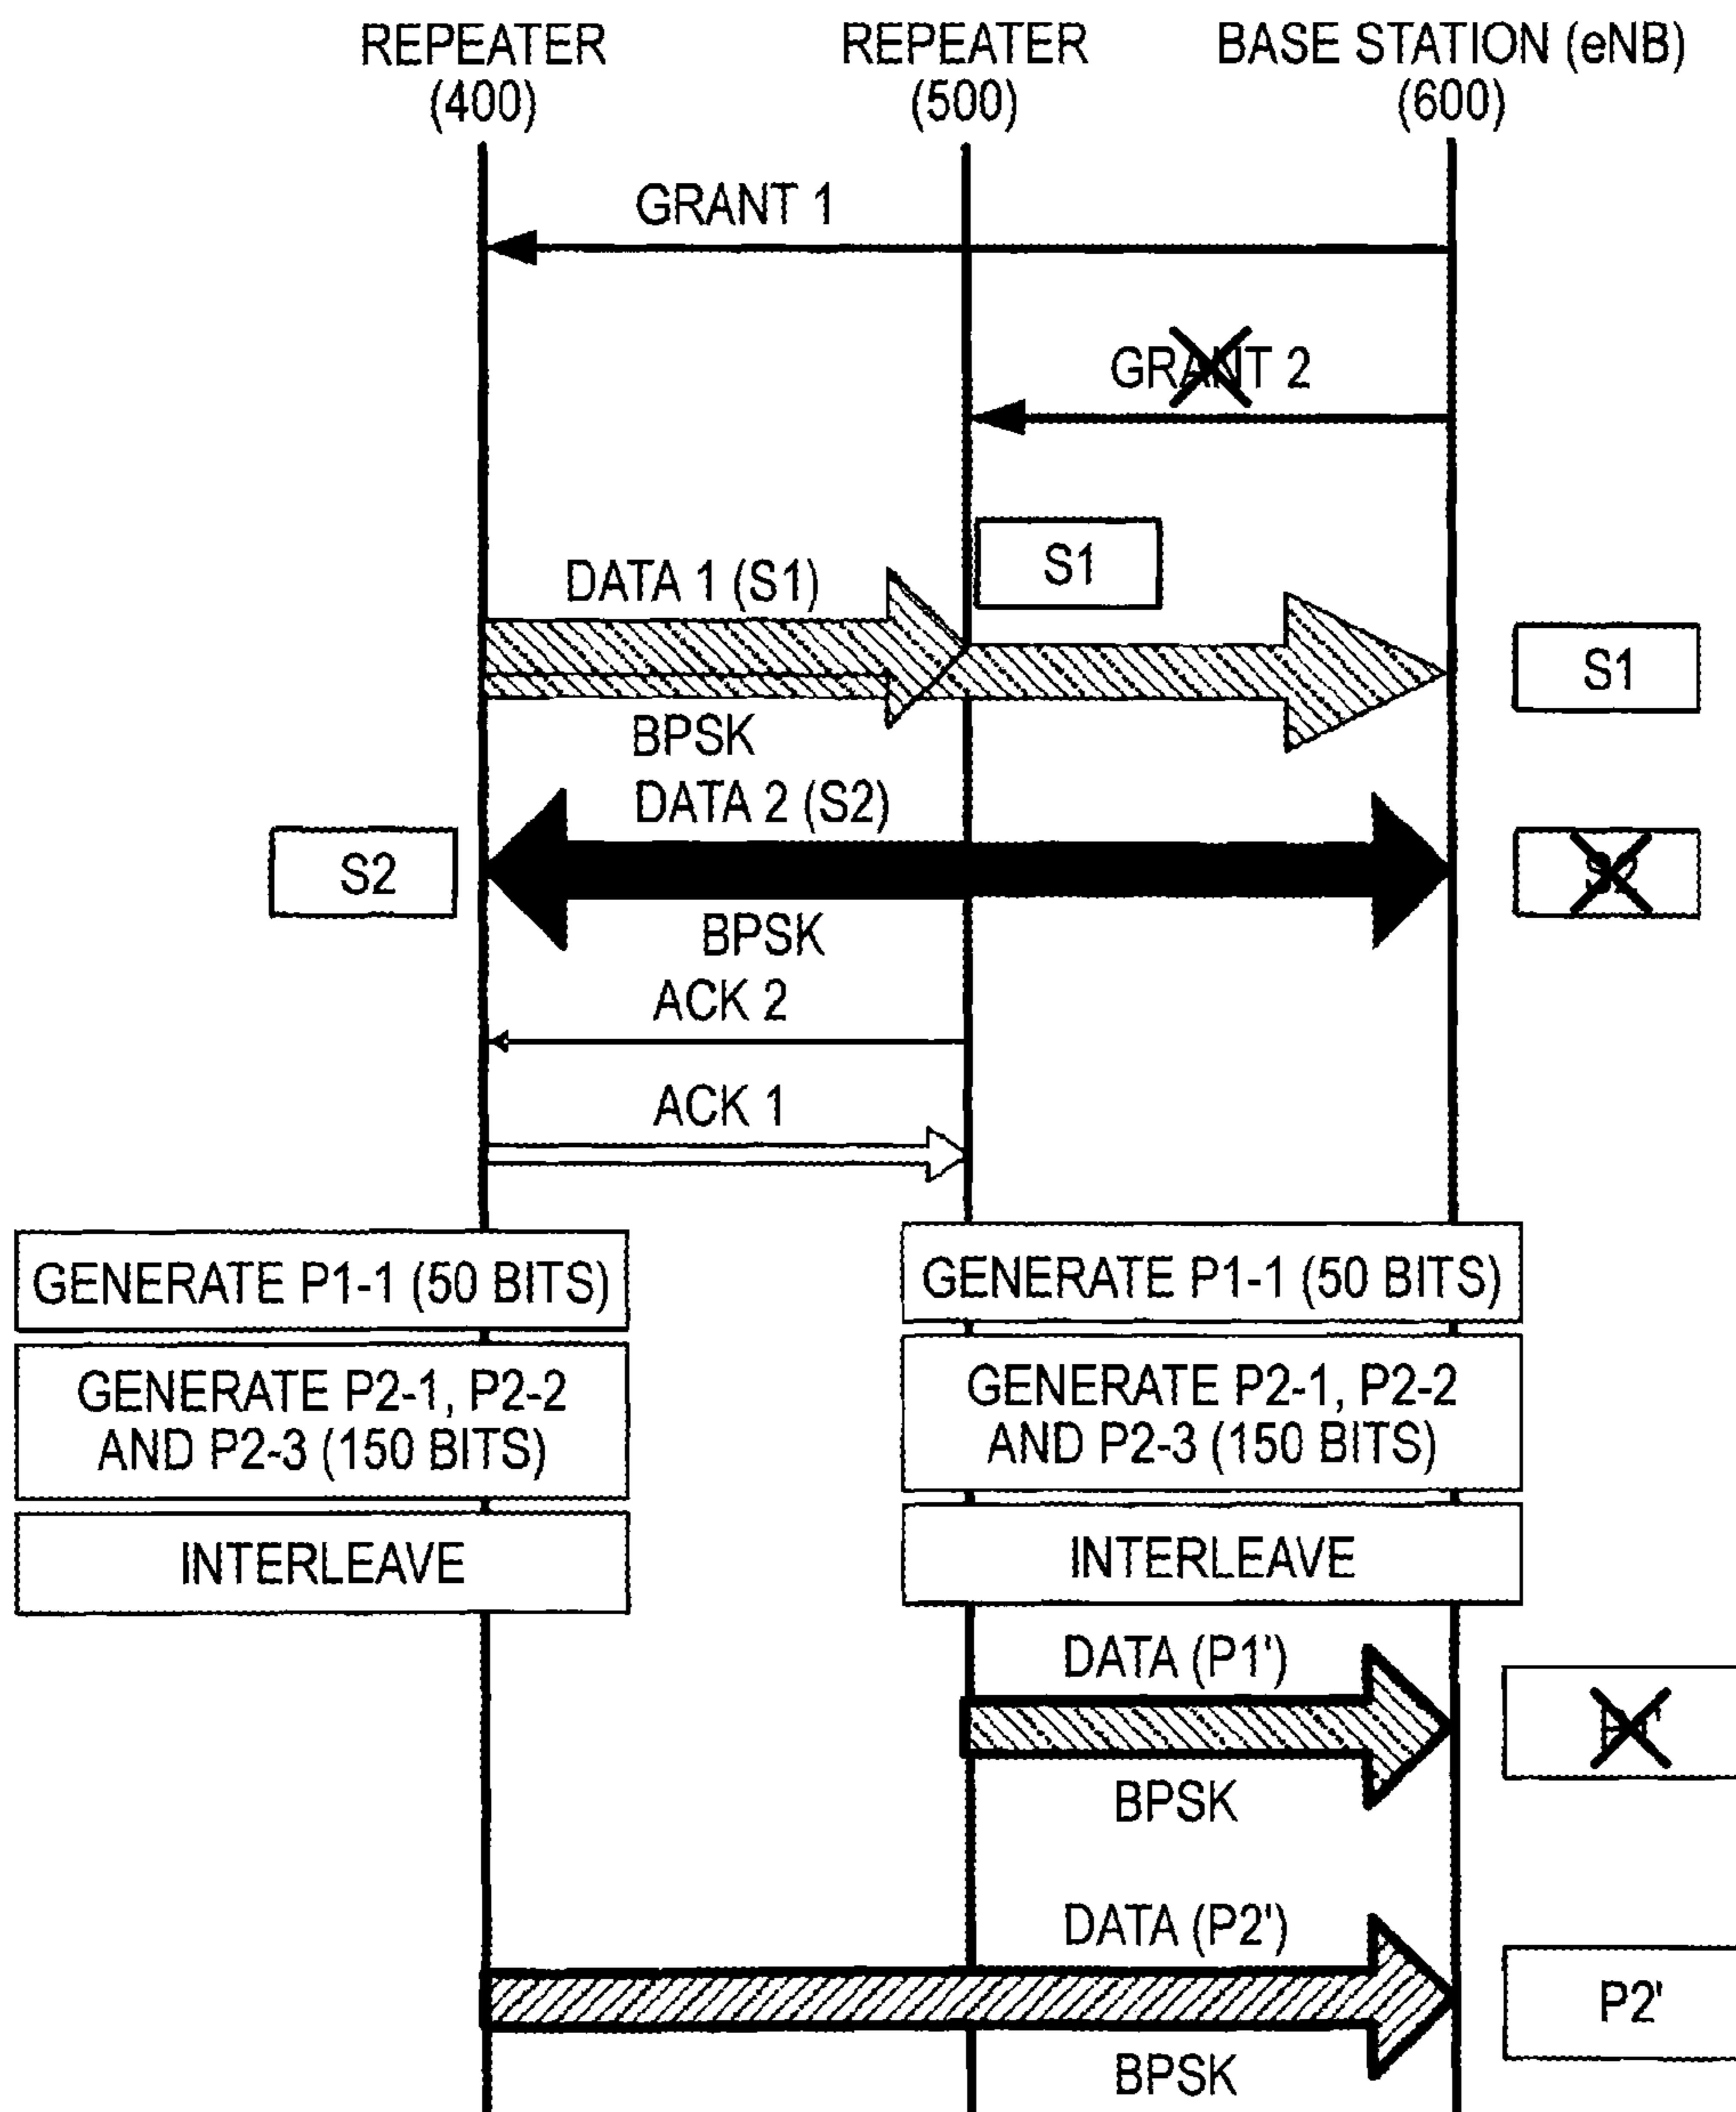 REPEATER
(400)
REPEATER
(500)
BASE STATION (eNB)
(600)
GRANT 1
GRANT 2
S1
DATA 1 (S1)
S1
BPSK
DATA 2 (S2)
S2
BPSK
ACK 2
ACK 1
GENERATE P1-1 (50 BITS)
GENERATE P1-1 (50 BITS)
GENERATE P2-1, P2-2
AND P2-3 (150 BITS)
GENERATE P2-1, P2-2
AND P2-3 (150 BITS)
INTERLEAVE
INTERLEAVE
DATA (P1')
BPSK
DATA (P2')
P2'
BPSK